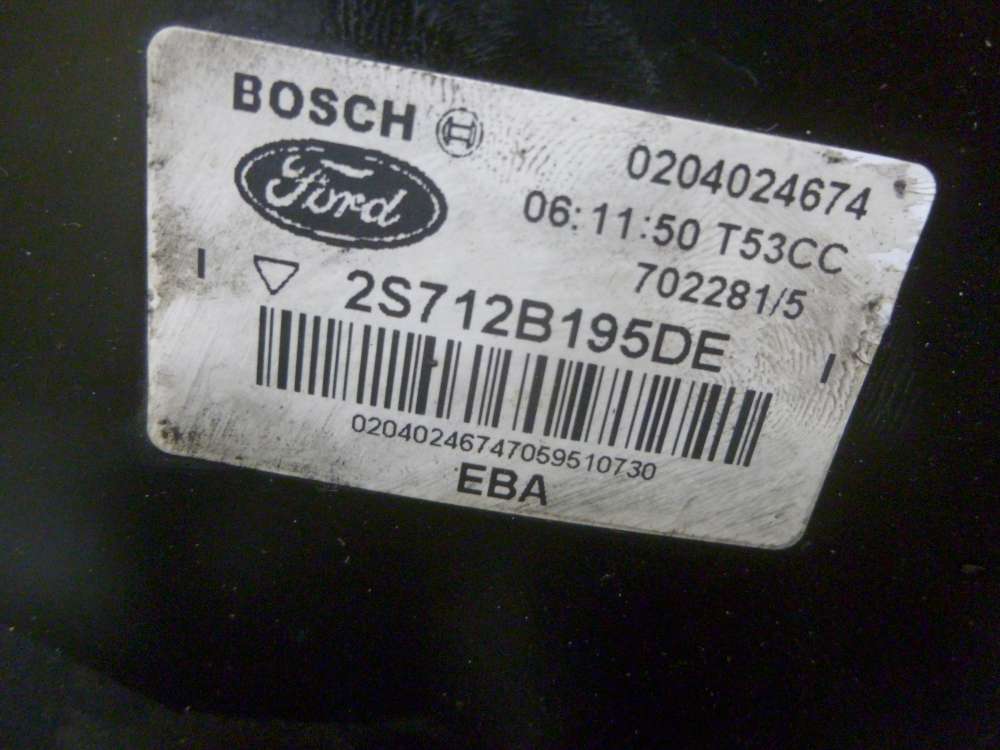 BOSCH
Ford
0204024674
06:11:50 T53CC
702281/5
2S712B195DE
02040246747059510730
EBA